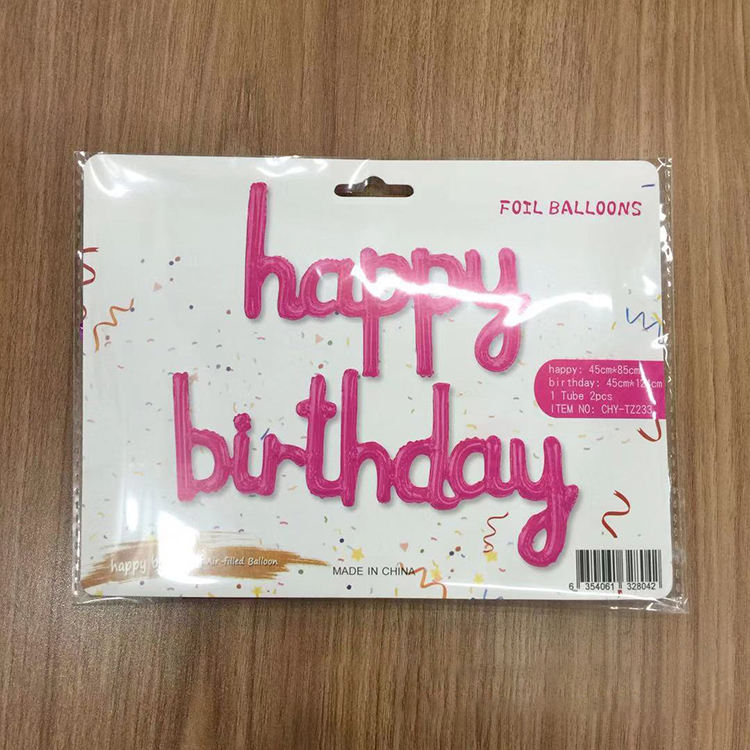 FOIL BALLOONS
happy
birthday
happy: 45cm*85cm
birthday: 45cm*
1 Tube 2pcs
ITEM NO: CHY-TZ233
happy Air-filled Balloon
MADE IN CHINA
6 354061 328042